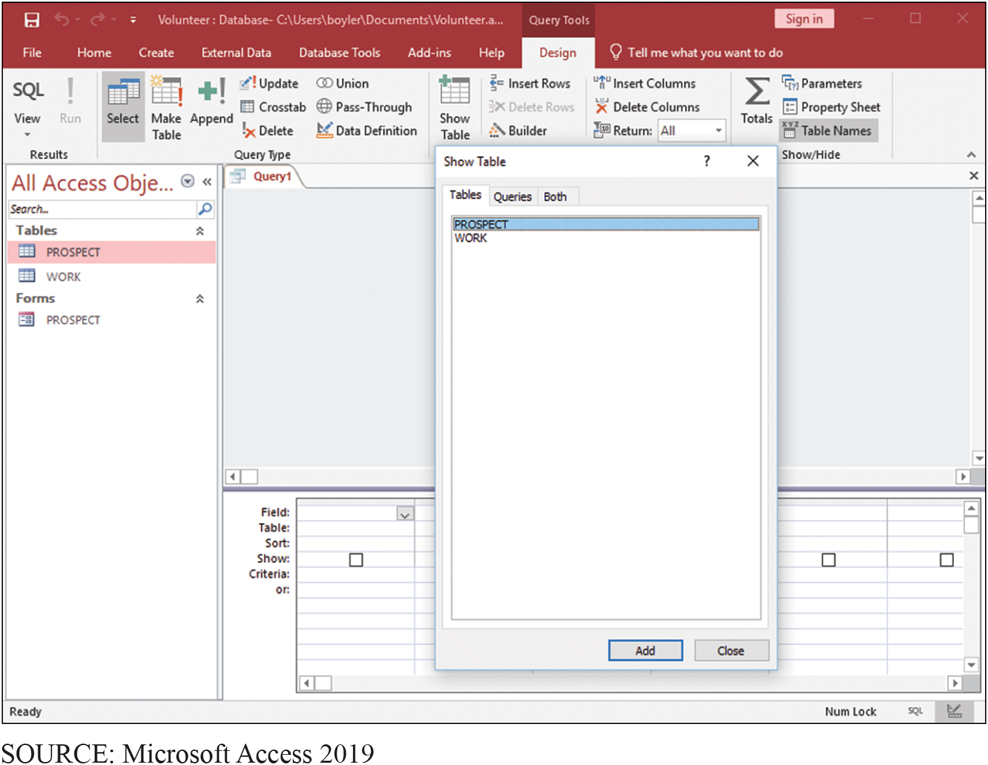 Volunteer : Database- C:\Users\boyler\Documents\Volunteer.a... Query Tools Sign in
File Home Create External Data Database Tools Add-ins Help Design Tell me what you want to do
SQL
View
Run
Results
Select
Make
Table
Append
Update
Crosstab
Delete
Union
Pass-Through
Data Definition
Query Type
Show
Table
Insert Rows
Delete Rows
Builder
Insert Columns
Delete Columns
Return: All
Σ
Totals
Parameters
Property Sheet
XYZ Table Names
Show/Hide
All Access Obje...
Search...
Tables
PROSPECT
WORK
Forms
PROSPECT
Query1
Show Table ?
Tables Queries Both
PROSPECT
WORK
Add Close
Field:
Table:
Sort:
Show:
Criteria:
or:
Ready Num Lock SQL
SOURCE: Microsoft Access 2019